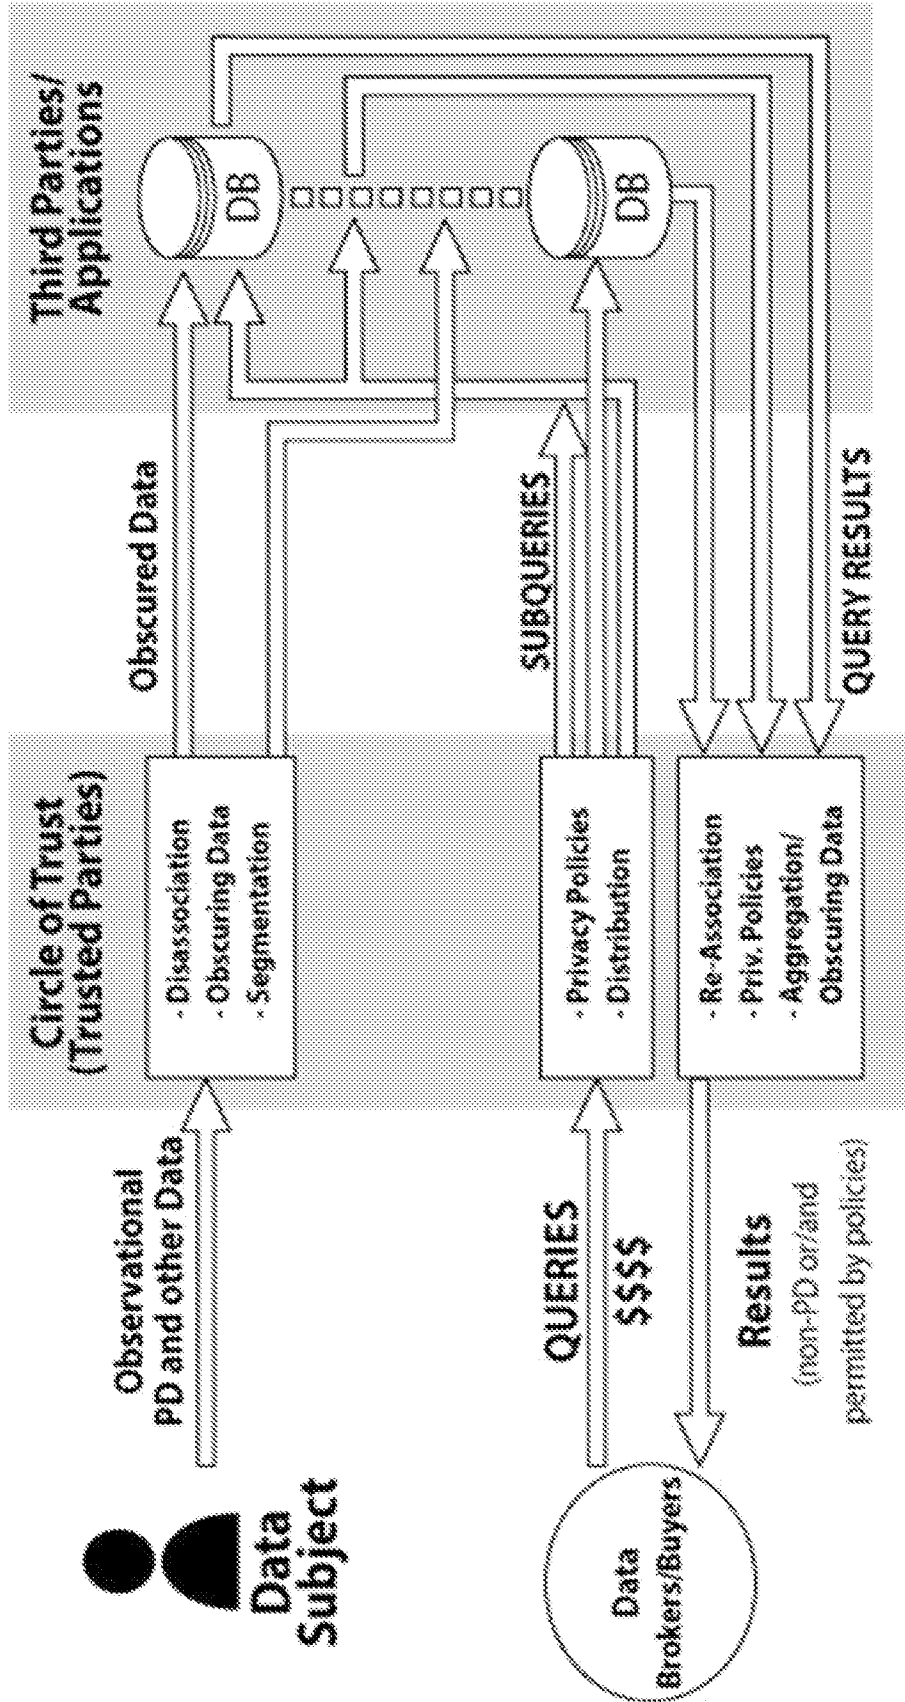 Third Parties/
Applications
DB
DB
Obscured Data
SUBQUERIES
QUERY RESULTS
Circle of Trust
(Trusted Parties)
- Disassociation
- Obscuring Data
- Segmentation
- Privacy Policies
- Distribution
- Re-Association
- Priv. Policies
- Aggregation/
Obscuring Data
Observational
PD and other Data
QUERIES
$$$$
Results
(non-PD or/and
permitted by policies)
Data
Subject
Data
Brokers/Buyers